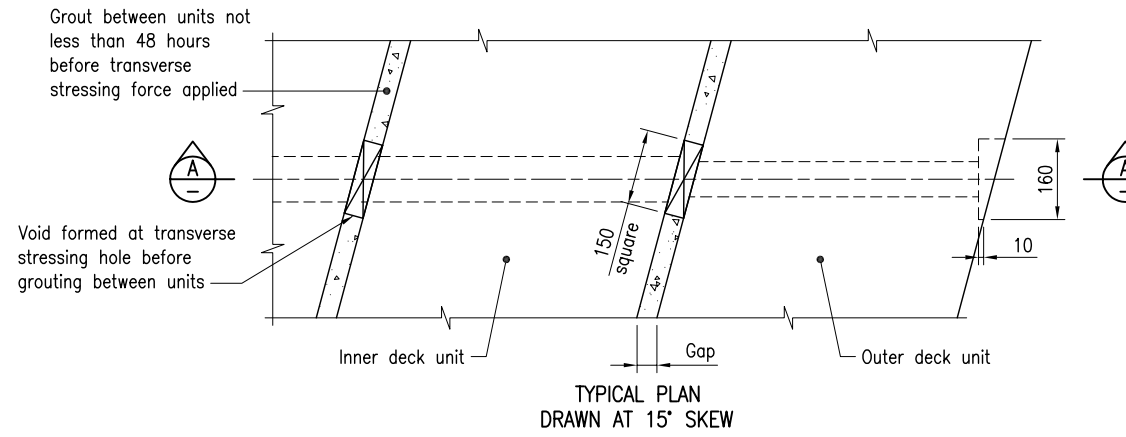 Grout between units not
less than 48 hours
before transverse
stressing force applied
A
–
A
160
10
150
square
Void formed at transverse
stressing hole before
grouting between units
Inner deck unit
Gap
Outer deck unit
TYPICAL PLAN
DRAWN AT 15° SKEW